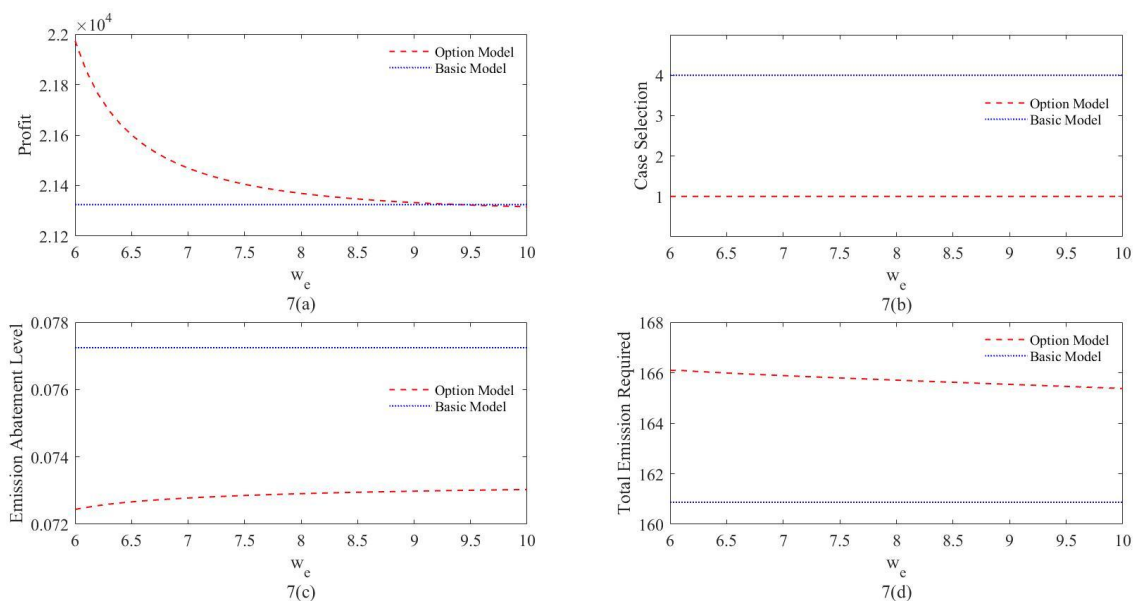 ×10⁴
2.2
2.18
2.16
2.14
2.12
Profit
Option Model
Basic Model
6 6.5 7 7.5 8 8.5 9 9.5 10
w_e
7(a)
4
3
2
1
Case Selection
Option Model
Basic Model
6 6.5 7 7.5 8 8.5 9 9.5 10
w_e
7(b)
0.078
0.076
0.074
0.072
Emission Abatement Level
Option Model
Basic Model
6 6.5 7 7.5 8 8.5 9 9.5 10
w_e
7(c)
168
166
164
162
160
Total Emission Required
Option Model
Basic Model
6 6.5 7 7.5 8 8.5 9 9.5 10
w_e
7(d)